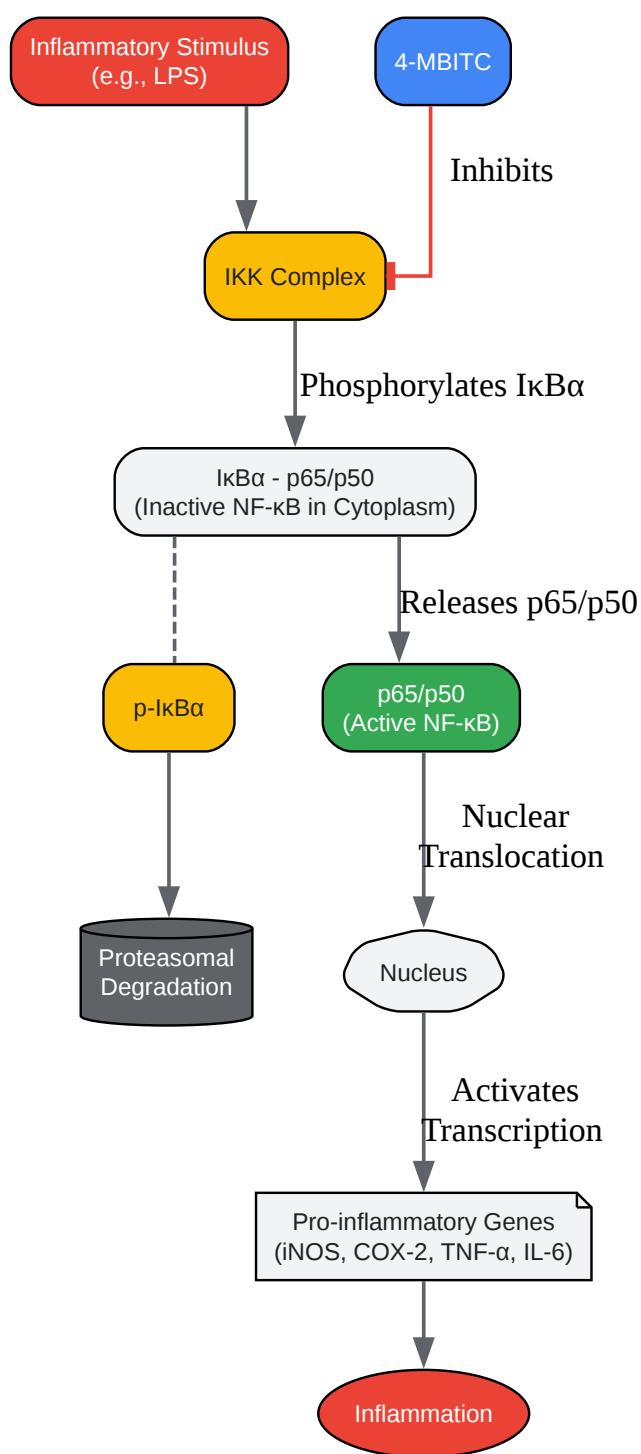 Inflammatory Stimulus
(e.g., LPS)
4-MBITC
Inhibits
IKK Complex
Phosphorylates IκBα
IκBα - p65/p50
(Inactive NF-κB in Cytoplasm)
Releases p65/p50
p-IκBα
p65/p50
(Active NF-κB)
Nuclear
Translocation
Proteasomal
Degradation
Nucleus
Activates
Transcription
Pro-inflammatory Genes
(iNOS, COX-2, TNF-α, IL-6)
Inflammation